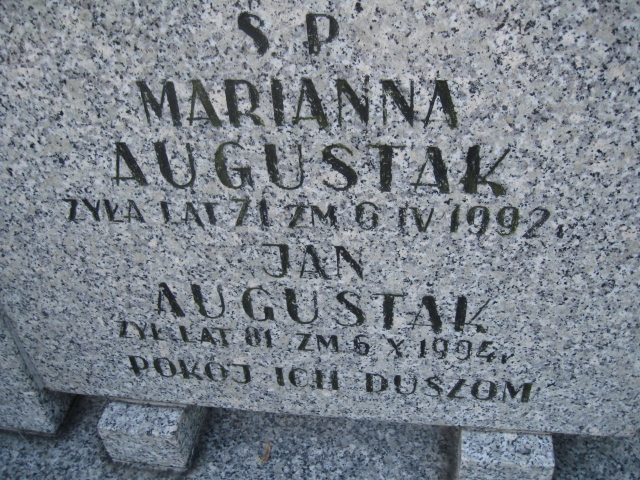 Ś P
MARIANNA
AUGUSTAK
ŻYŁA LAT 71 ZM 6 IV 1992 r.
JAN
AUGUSTAK
ŻYŁ LAT 81 ZM 6 X
POKÓJ ICH DUSZOM